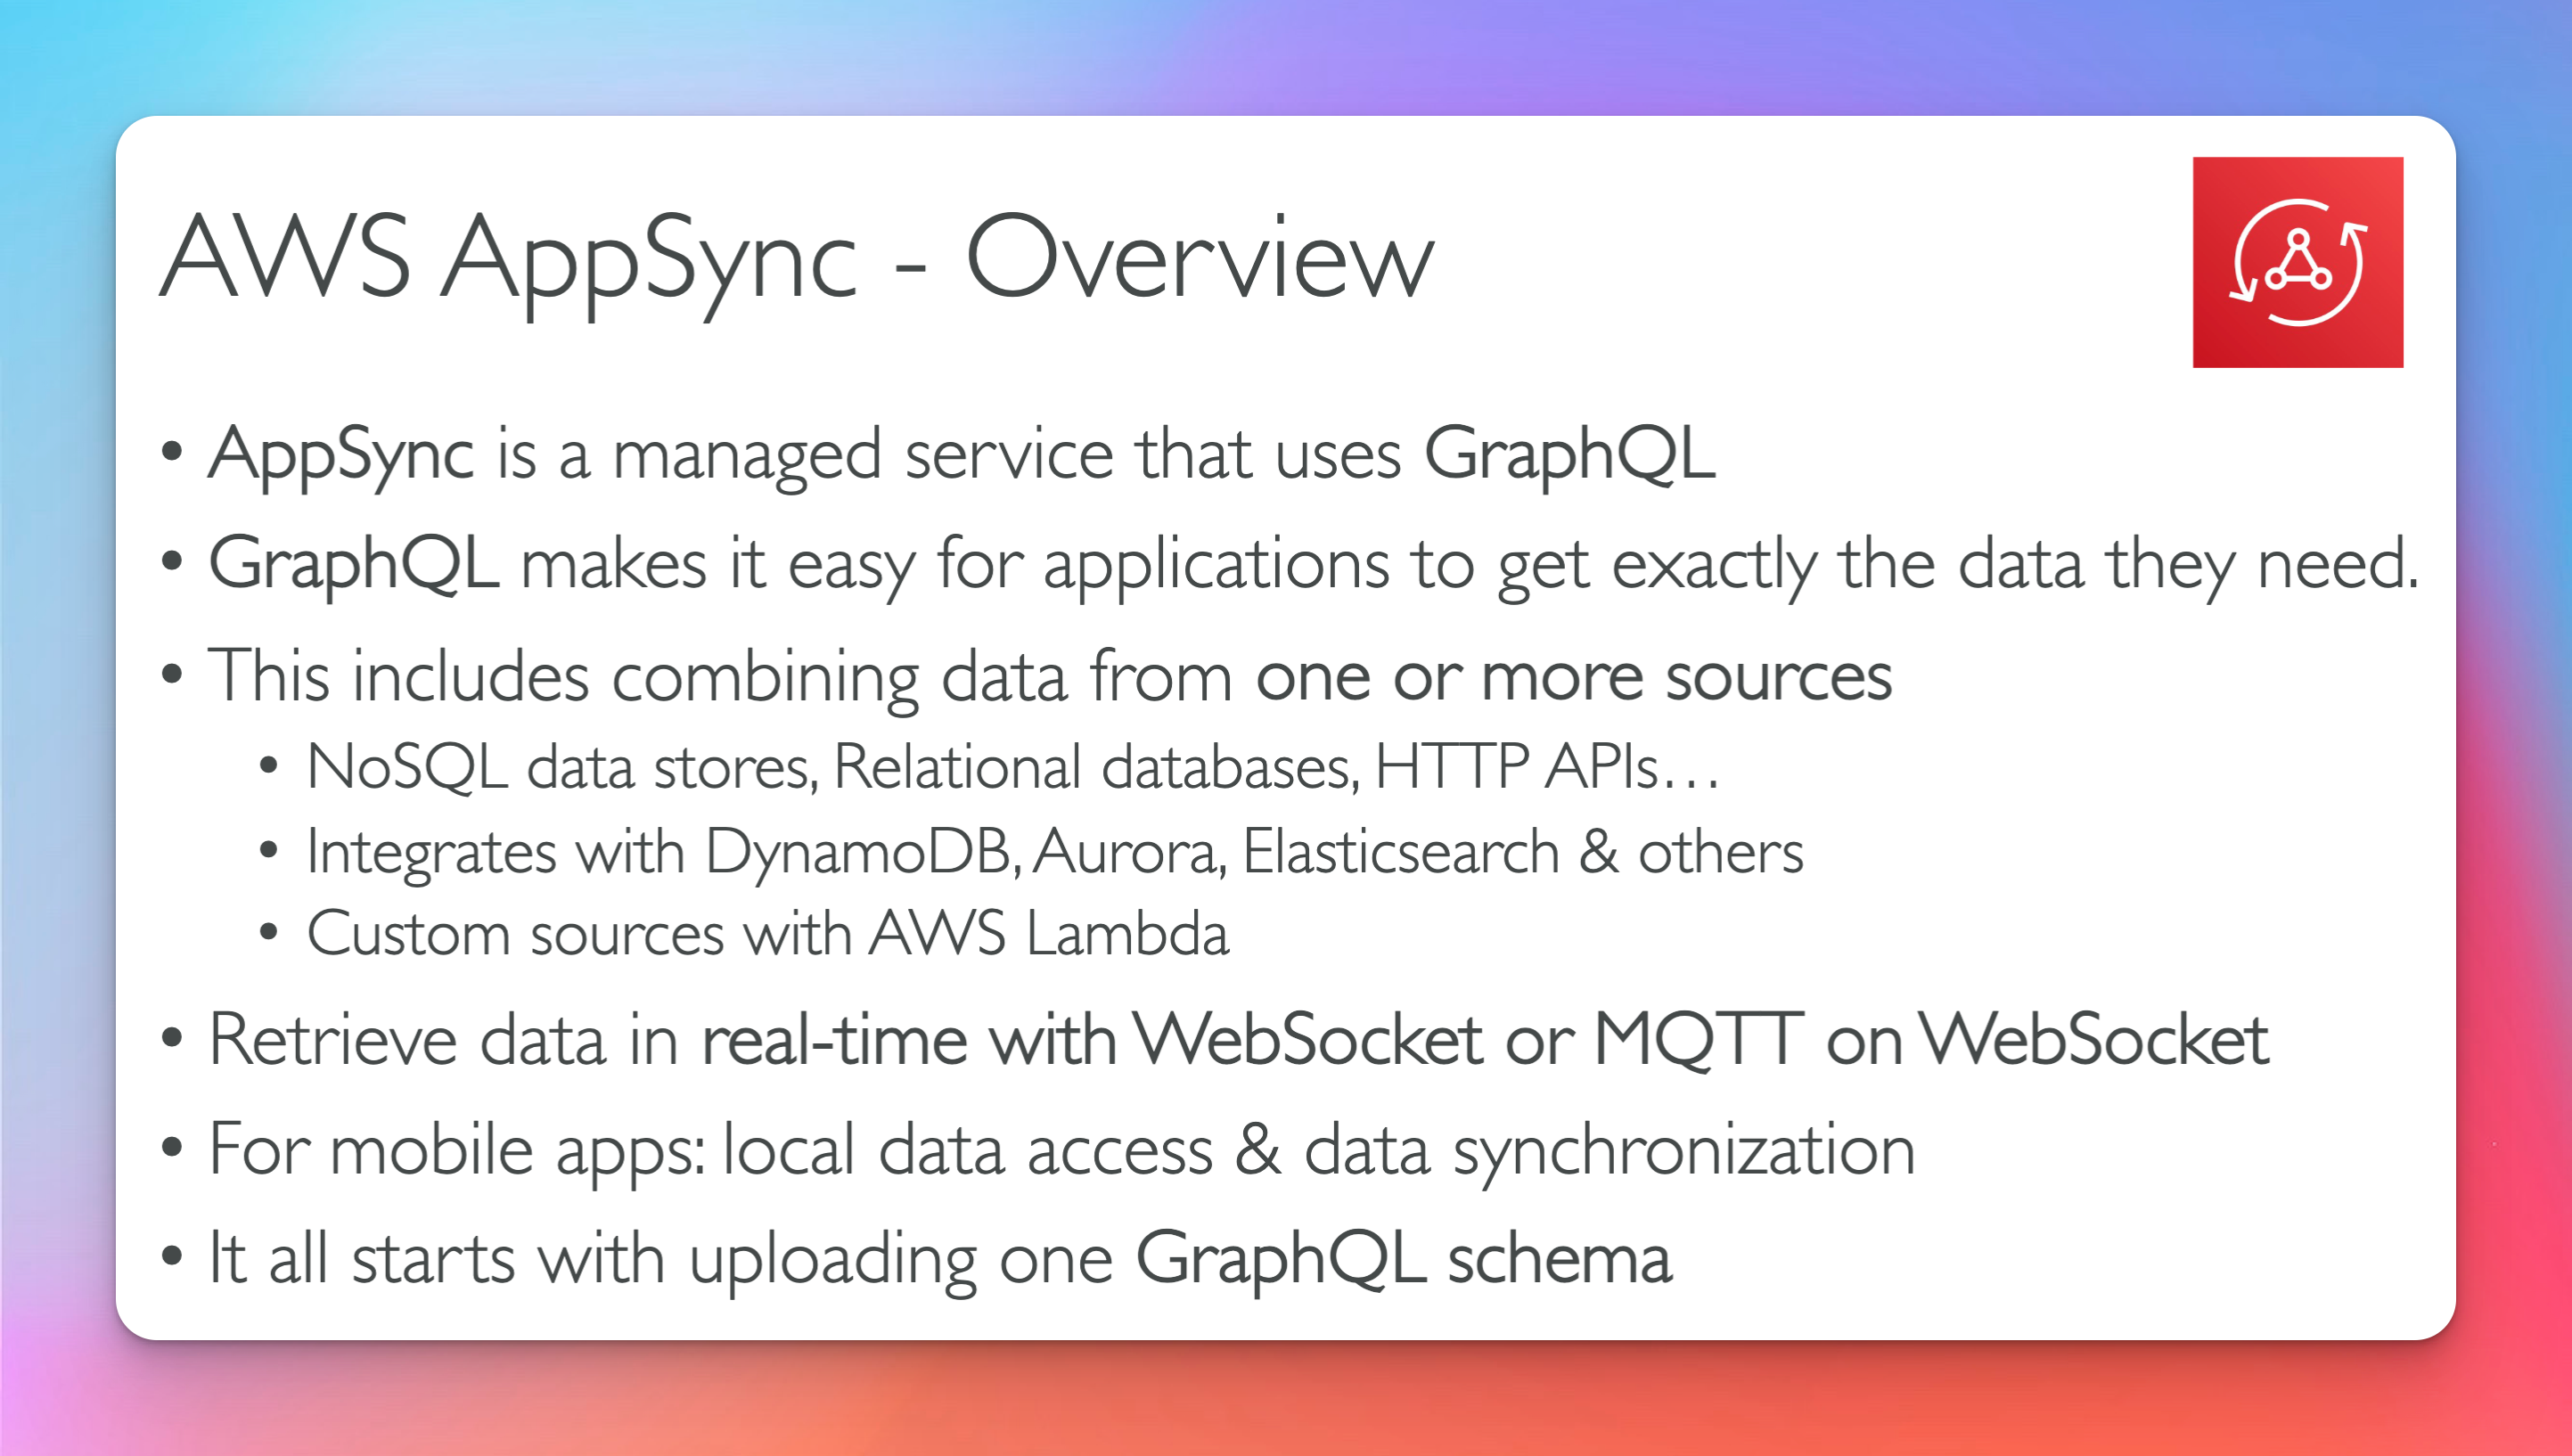 AWS AppSync - Overview
• AppSync is a managed service that uses GraphQL
• GraphQL makes it easy for applications to get exactly the data they need.
• This includes combining data from one or more sources
• NoSQL data stores, Relational databases, HTTP APIs…
• Integrates with DynamoDB, Aurora, Elasticsearch & others
• Custom sources with AWS Lambda
• Retrieve data in real-time with WebSocket or MQTT on WebSocket
• For mobile apps: local data access & data synchronization
• It all starts with uploading one GraphQL schema